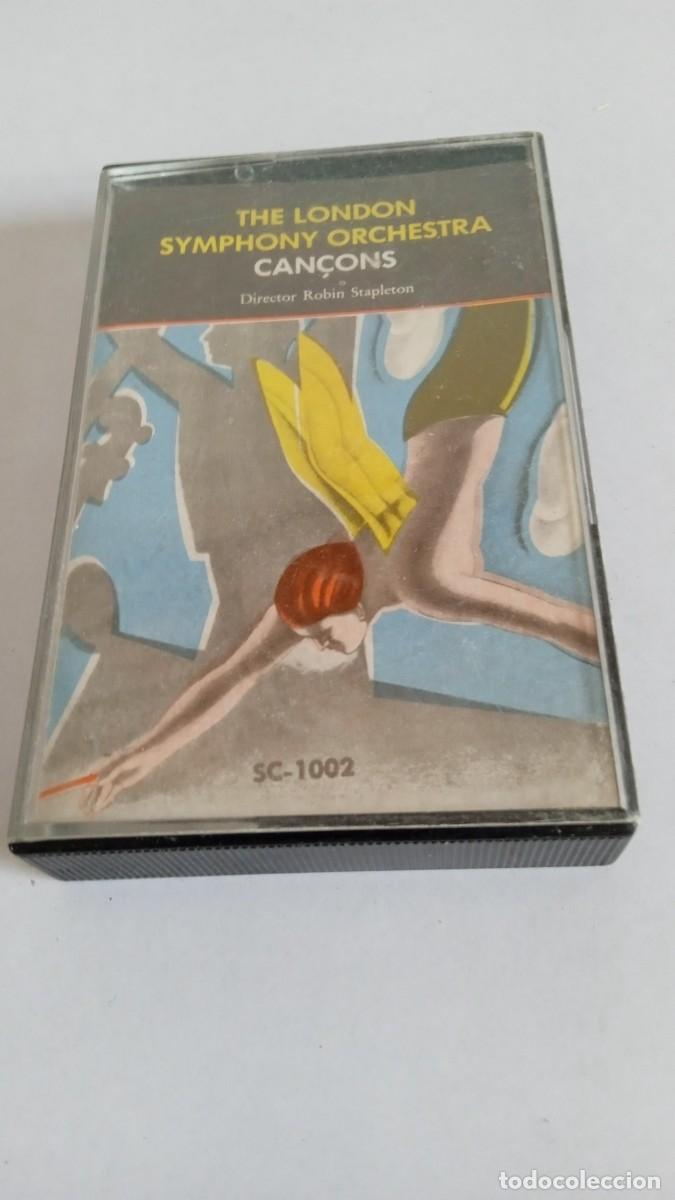 THE LONDON
SYMPHONY ORCHESTRA
CANÇONS
Director Robin Stapleton
SC-1002
todocoleccion